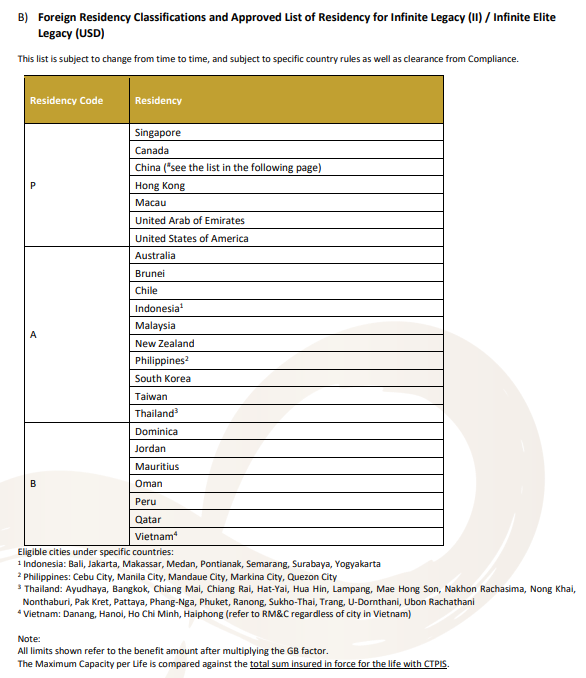 B) Foreign Residency Classifications and Approved List of Residency for Infinite Legacy (II) / Infinite Elite
Legacy (USD)
This list is subject to change from time to time, and subject to specific country rules as well as clearance from Compliance.
Residency Code Residency
P
Singapore
Canada
China (#see the list in the following page)
Hong Kong
Macau
United Arab of Emirates
United States of America
A
Australia
Brunei
Chile
Indonesia¹
Malaysia
New Zealand
Philippines²
South Korea
Taiwan
Thailand³
B
Dominica
Jordan
Mauritius
Oman
Peru
Qatar
Vietnam⁴
Eligible cities under specific countries:
¹ Indonesia: Bali, Jakarta, Makassar, Medan, Pontianak, Semarang, Surabaya, Yogyakarta
² Philippines: Cebu City, Manila City, Mandaue City, Markina City, Quezon City
³ Thailand: Ayudhaya, Bangkok, Chiang Mai, Chiang Rai, Hat-Yai, Hua Hin, Lampang, Mae Hong Son, Nakhon Rachasima, Nong Khai,
Nonthaburi, Pak Kret, Pattaya, Phang-Nga, Phuket, Ranong, Sukho-Thai, Trang, U-Dornthani, Ubon Rachathani
⁴ Vietnam: Danang, Hanoi, Ho Chi Minh, Haiphong (refer to RM&C regardless of city in Vietnam)
Note:
All limits shown refer to the benefit amount after multiplying the GB factor.
The Maximum Capacity per Life is compared against the total sum insured in force for the life with CTPIS.